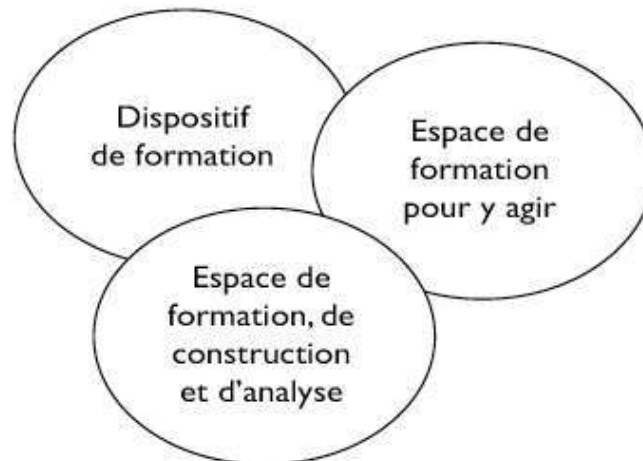 Dispositif
de formation
Espace de
formation
pour y agir
Espace de
formation, de
construction
et d’analyse